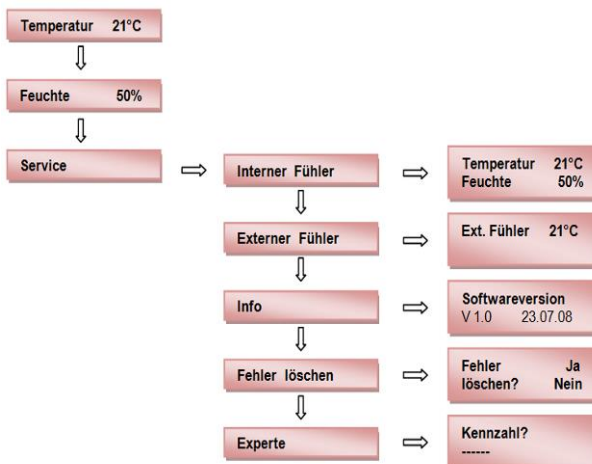 Temperatur 21°C
Feuchte 50%
Service
Interner Fühler
Temperatur 21°C
Feuchte 50%
Externer Fühler
Ext. Fühler 21°C
Info
Softwareversion
V 1.0 23.07.08
Fehler löschen
Fehler Ja
löschen? Nein
Experte
Kennzahl?
------